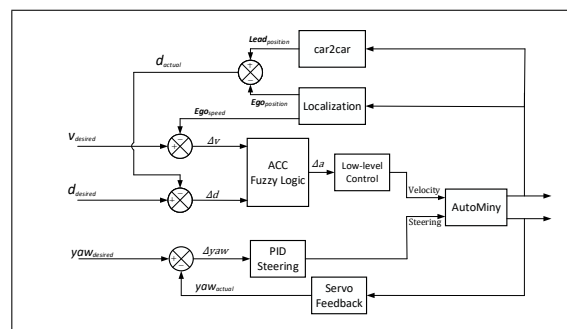 Lead position
car2car
d actual
+
−
Ego position
Localization
Ego speed
−
v desired
+
Δv
ACC
Fuzzy Logic
Δa
Low-level
Control
Velocity
−
d desired
+
Δd
AutoMiny
Steering
yaw desired
+
−
Δyaw
PID
Steering
yaw actual
Servo
Feedback